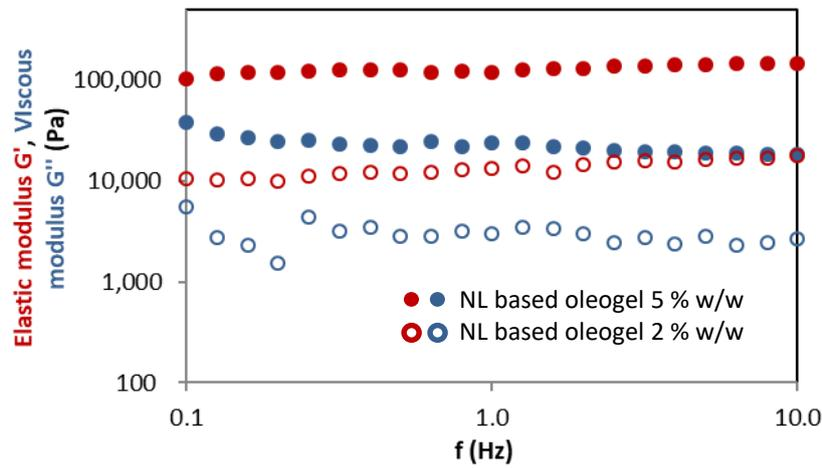 Elastic modulus G', VIscous
modulus G'' (Pa)
100,000
10,000
1,000
100
NL based oleogel 5 % w/w
NL based oleogel 2 % w/w
0.1
1.0
10.0
f (Hz)